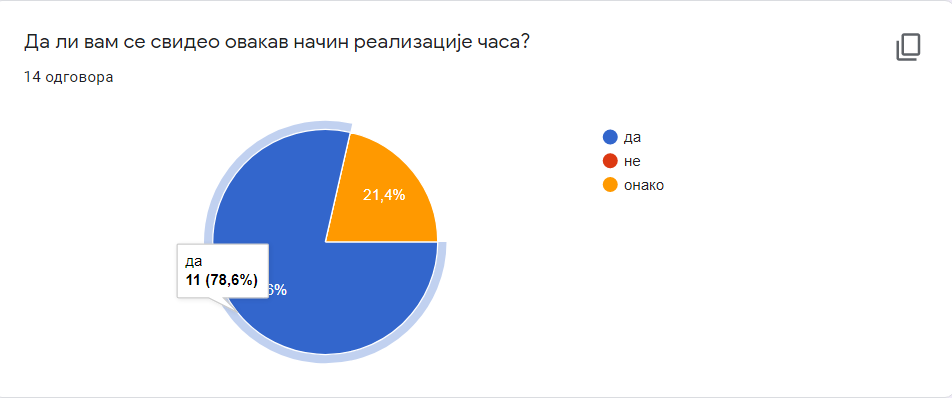 Да ли вам се свидео овакав начин реализације часа?
14 одговора
да
не
онако
21,4%
да
11 (78,6%)
6%